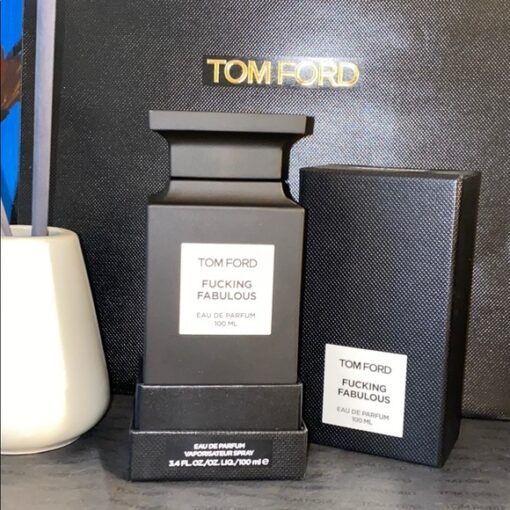 TOM FORD
TOM FORD
FUCKING
FABULOUS
EAU DE PARFUM
100 ML
EAU DE PARFUM
VAPORISATEUR SPRAY
3.4 FL.OZ./OZ. LIQ./100 ml e
TOM FORD
FUCKING
FABULOUS
EAU DE PARFUM
100 ML